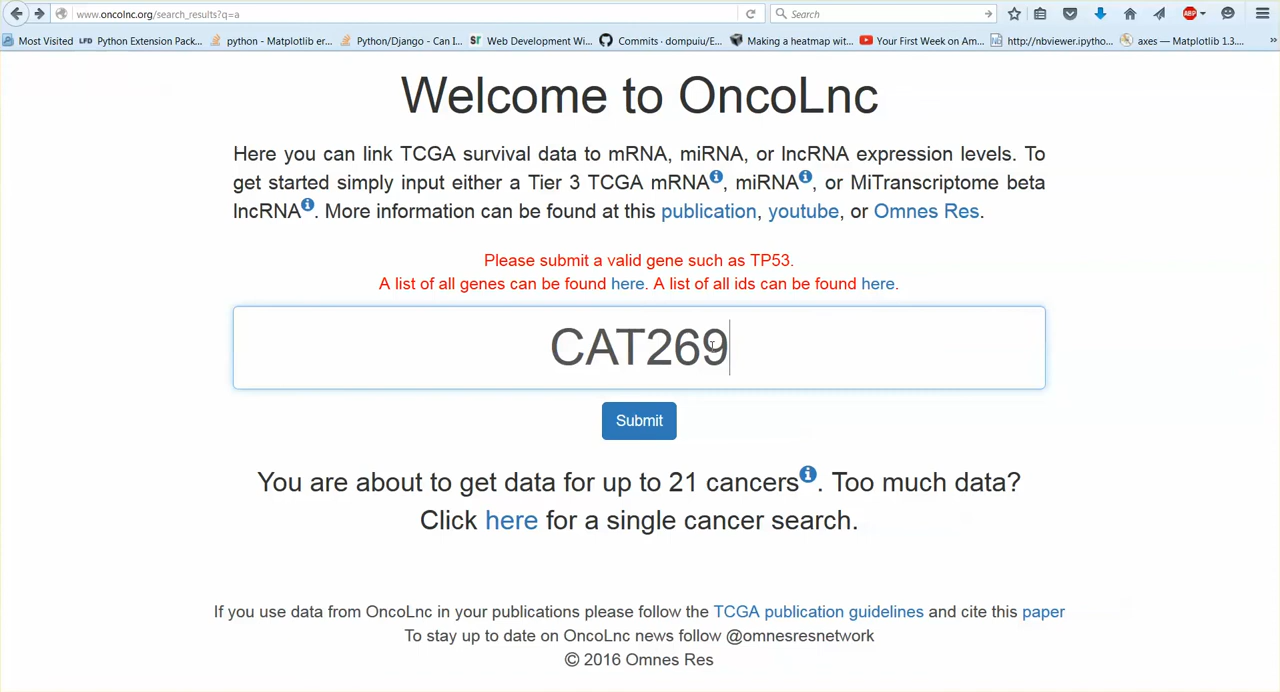 www.oncolnc.org/search_results?q=a
Search
ABP
Most Visited LFD Python Extension Pack... python - Matplotlib er... Python/Django - Can I... Web Development Wi... Commits · dompuiu/E... Making a heatmap wit... Your First Week on Am... http://nbviewer.ipytho... axes — Matplotlib 1.3.... »
Welcome to OncoLnc
Here you can link TCGA survival data to mRNA, miRNA, or lncRNA expression levels. To
get started simply input either a Tier 3 TCGA mRNA, miRNA, or MiTranscriptome beta
lncRNA. More information can be found at this publication, youtube, or Omnes Res.
Please submit a valid gene such as TP53.
A list of all genes can be found here. A list of all ids can be found here.
CAT269
Submit
You are about to get data for up to 21 cancers. Too much data?
Click here for a single cancer search.
If you use data from OncoLnc in your publications please follow the TCGA publication guidelines and cite this paper
To stay up to date on OncoLnc news follow @omnesresnetwork
© 2016 Omnes Res